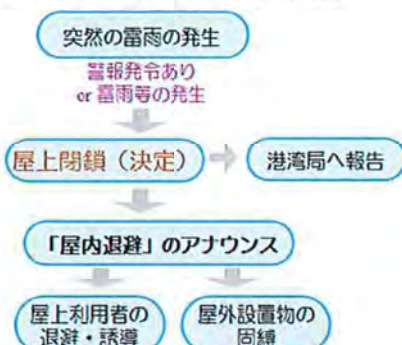 突然の雷雨の発生
警報発令あり
or 雷雨等の発生
屋上閉鎖（決定）
港湾局へ報告
「屋内退避」のアナウンス
屋上利用者の
退避・誘導
屋外設置物の
固縛